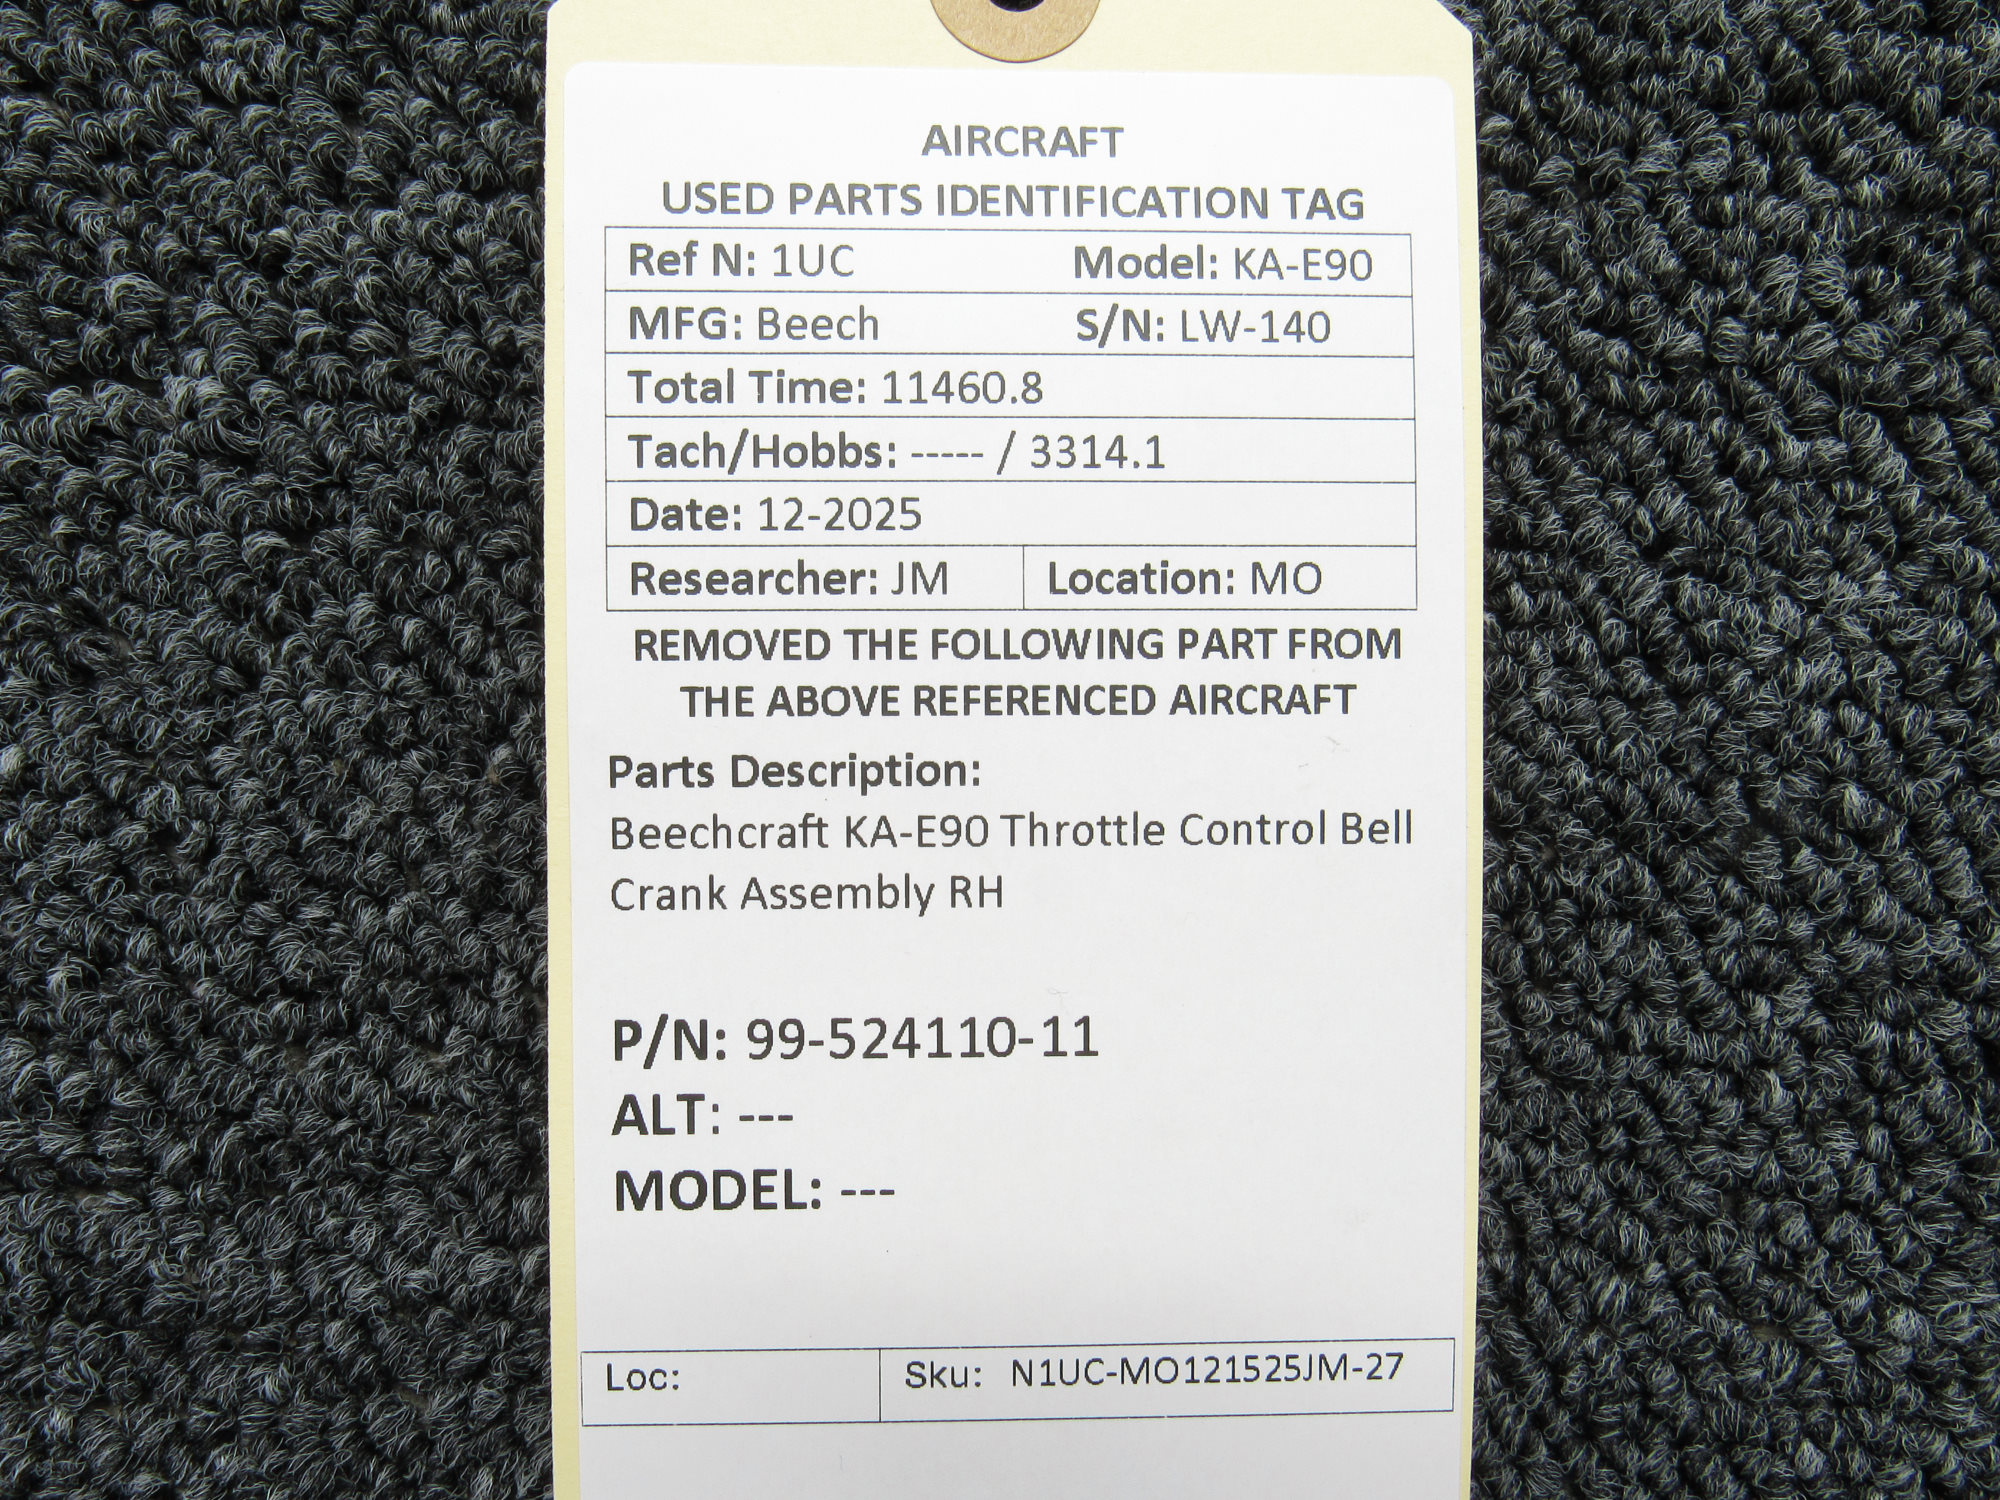 AIRCRAFT
USED PARTS IDENTIFICATION TAG
Ref N: 1UC Model: KA-E90
MFG: Beech S/N: LW-140
Total Time: 11460.8
Tach/Hobbs: ----- / 3314.1
Date: 12-2025
Researcher: JM Location: MO
REMOVED THE FOLLOWING PART FROM
THE ABOVE REFERENCED AIRCRAFT
Parts Description:
Beechcraft KA-E90 Throttle Control Bell
Crank Assembly RH
P/N: 99-524110-11
ALT: ---
MODEL: ---
Loc: Sku: N1UC-MO121525JM-27